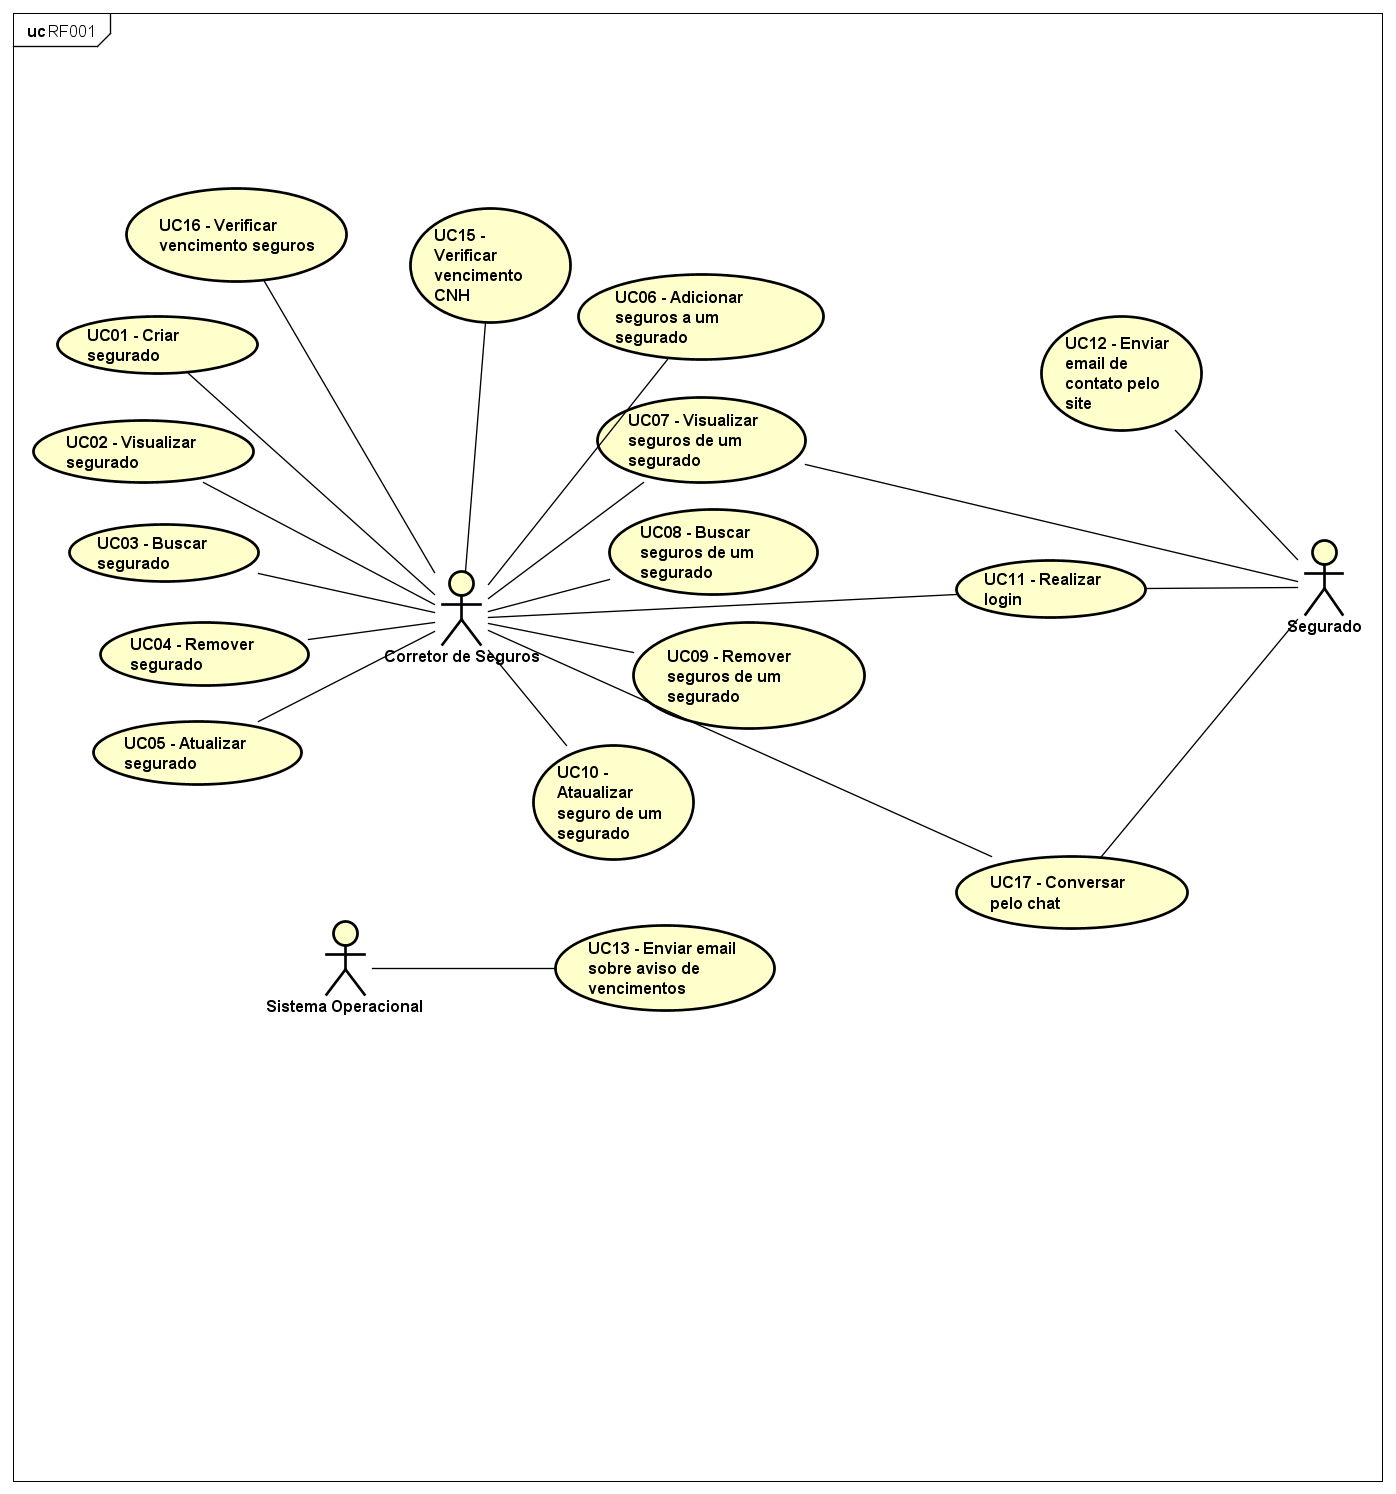 uc RF001
UC16 - Verificar
vencimento seguros
UC15 -
Verificar
vencimento
CNH
UC06 - Adicionar
seguros a um
segurado
UC01 - Criar
segurado
UC12 - Enviar
email de
contato pelo
site
UC07 - Visualizar
seguros de um
segurado
UC02 - Visualizar
segurado
UC08 - Buscar
seguros de um
segurado
UC03 - Buscar
segurado
UC11 - Realizar
login
Segurado
UC04 - Remover
segurado
Corretor de Seguros
UC09 - Remover
seguros de um
segurado
UC05 - Atualizar
segurado
UC10 -
Ataualizar
seguro de um
segurado
UC17 - Conversar
pelo chat
UC13 - Enviar email
sobre aviso de
vencimentos
Sistema Operacional